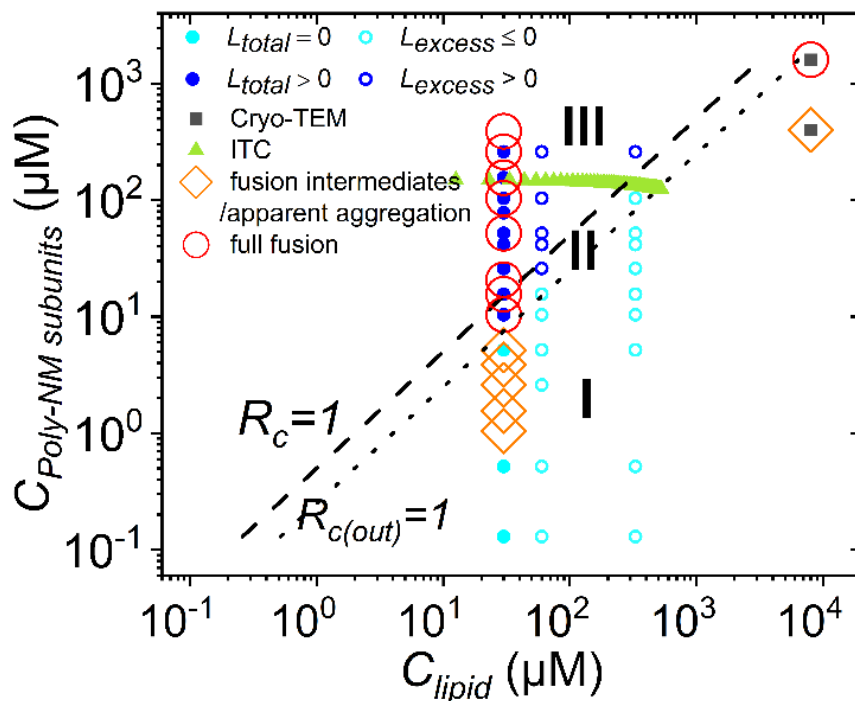 L_total = 0 L_excess ≤ 0
L_total > 0 L_excess > 0
Cryo-TEM
ITC
fusion intermediates
/apparent aggregation
full fusion
III
II
I
R_c=1
R_c(out)=1
10^3
10^2
10^1
10^0
10^-1
10^-1 10^0 10^1 10^2 10^3 10^4
C_Poly-NM subunits (µM)
C_lipid (µM)